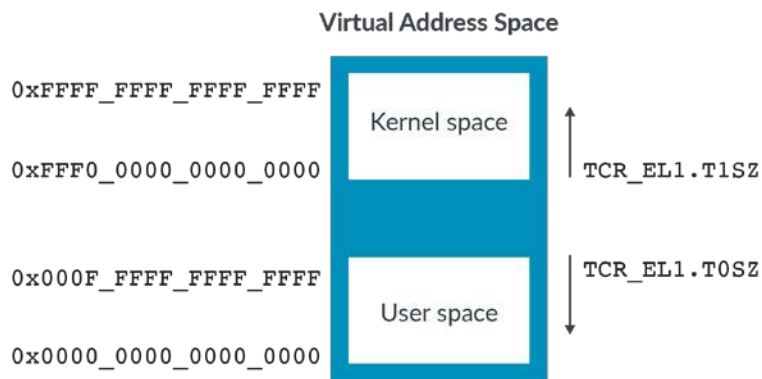 Virtual Address Space
0xFFFF_FFFF_FFFF_FFFF
Kernel space
0xFFF0_0000_0000_0000
TCR_EL1.T1SZ
0x000F_FFFF_FFFF_FFFF
TCR_EL1.T0SZ
User space
0x0000_0000_0000_0000